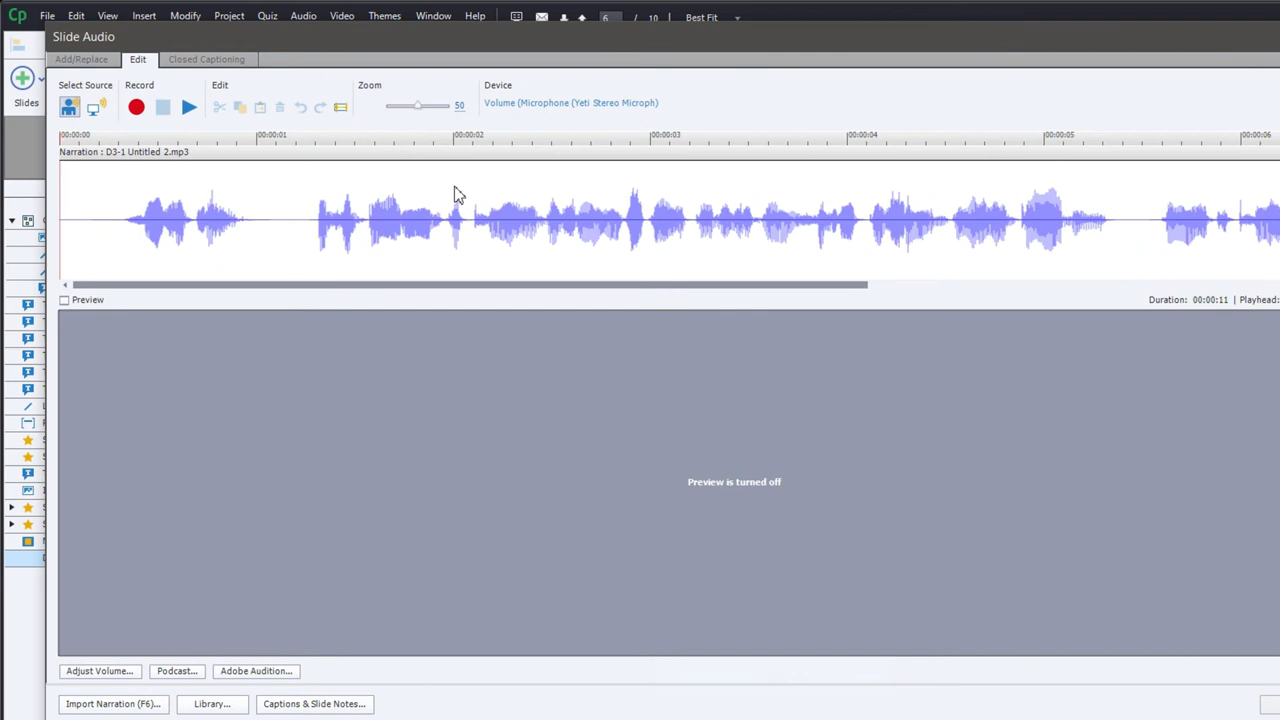 Cp File Edit View Insert Modify Project Quiz Audio Video Themes Window Help 6 / 10 Best Fit
Slide Audio
Add/Replace Edit Closed Captioning
Select Source Record Edit Zoom Device
50 Volume (Microphone (Yeti Stereo Microph)
Slides
00:00:00 00:00:01 00:00:02 00:00:03 00:00:04 00:00:05 00:00:06
Narration : D3-1 Untitled 2.mp3
Preview Duration: 00:00:11 | Playhead:
Preview is turned off
Adjust Volume... Podcast... Adobe Audition...
Import Narration (F6)... Library... Captions & Slide Notes...